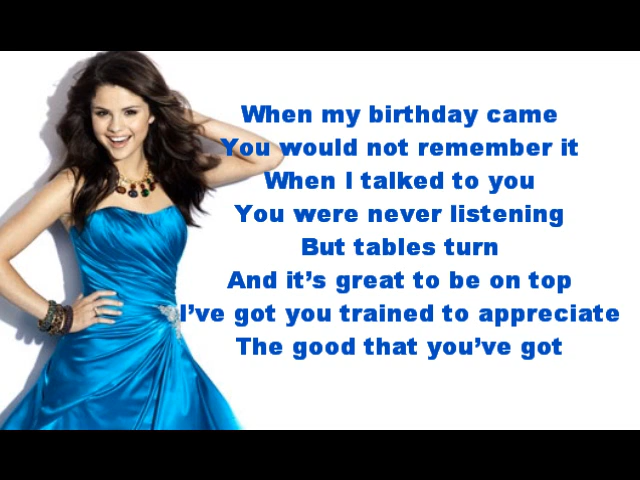 When my birthday came
You would not remember it
When I talked to you
You were never listening
But tables turn
And it’s great to be on top
I’ve got you trained to appreciate
The good that you’ve got